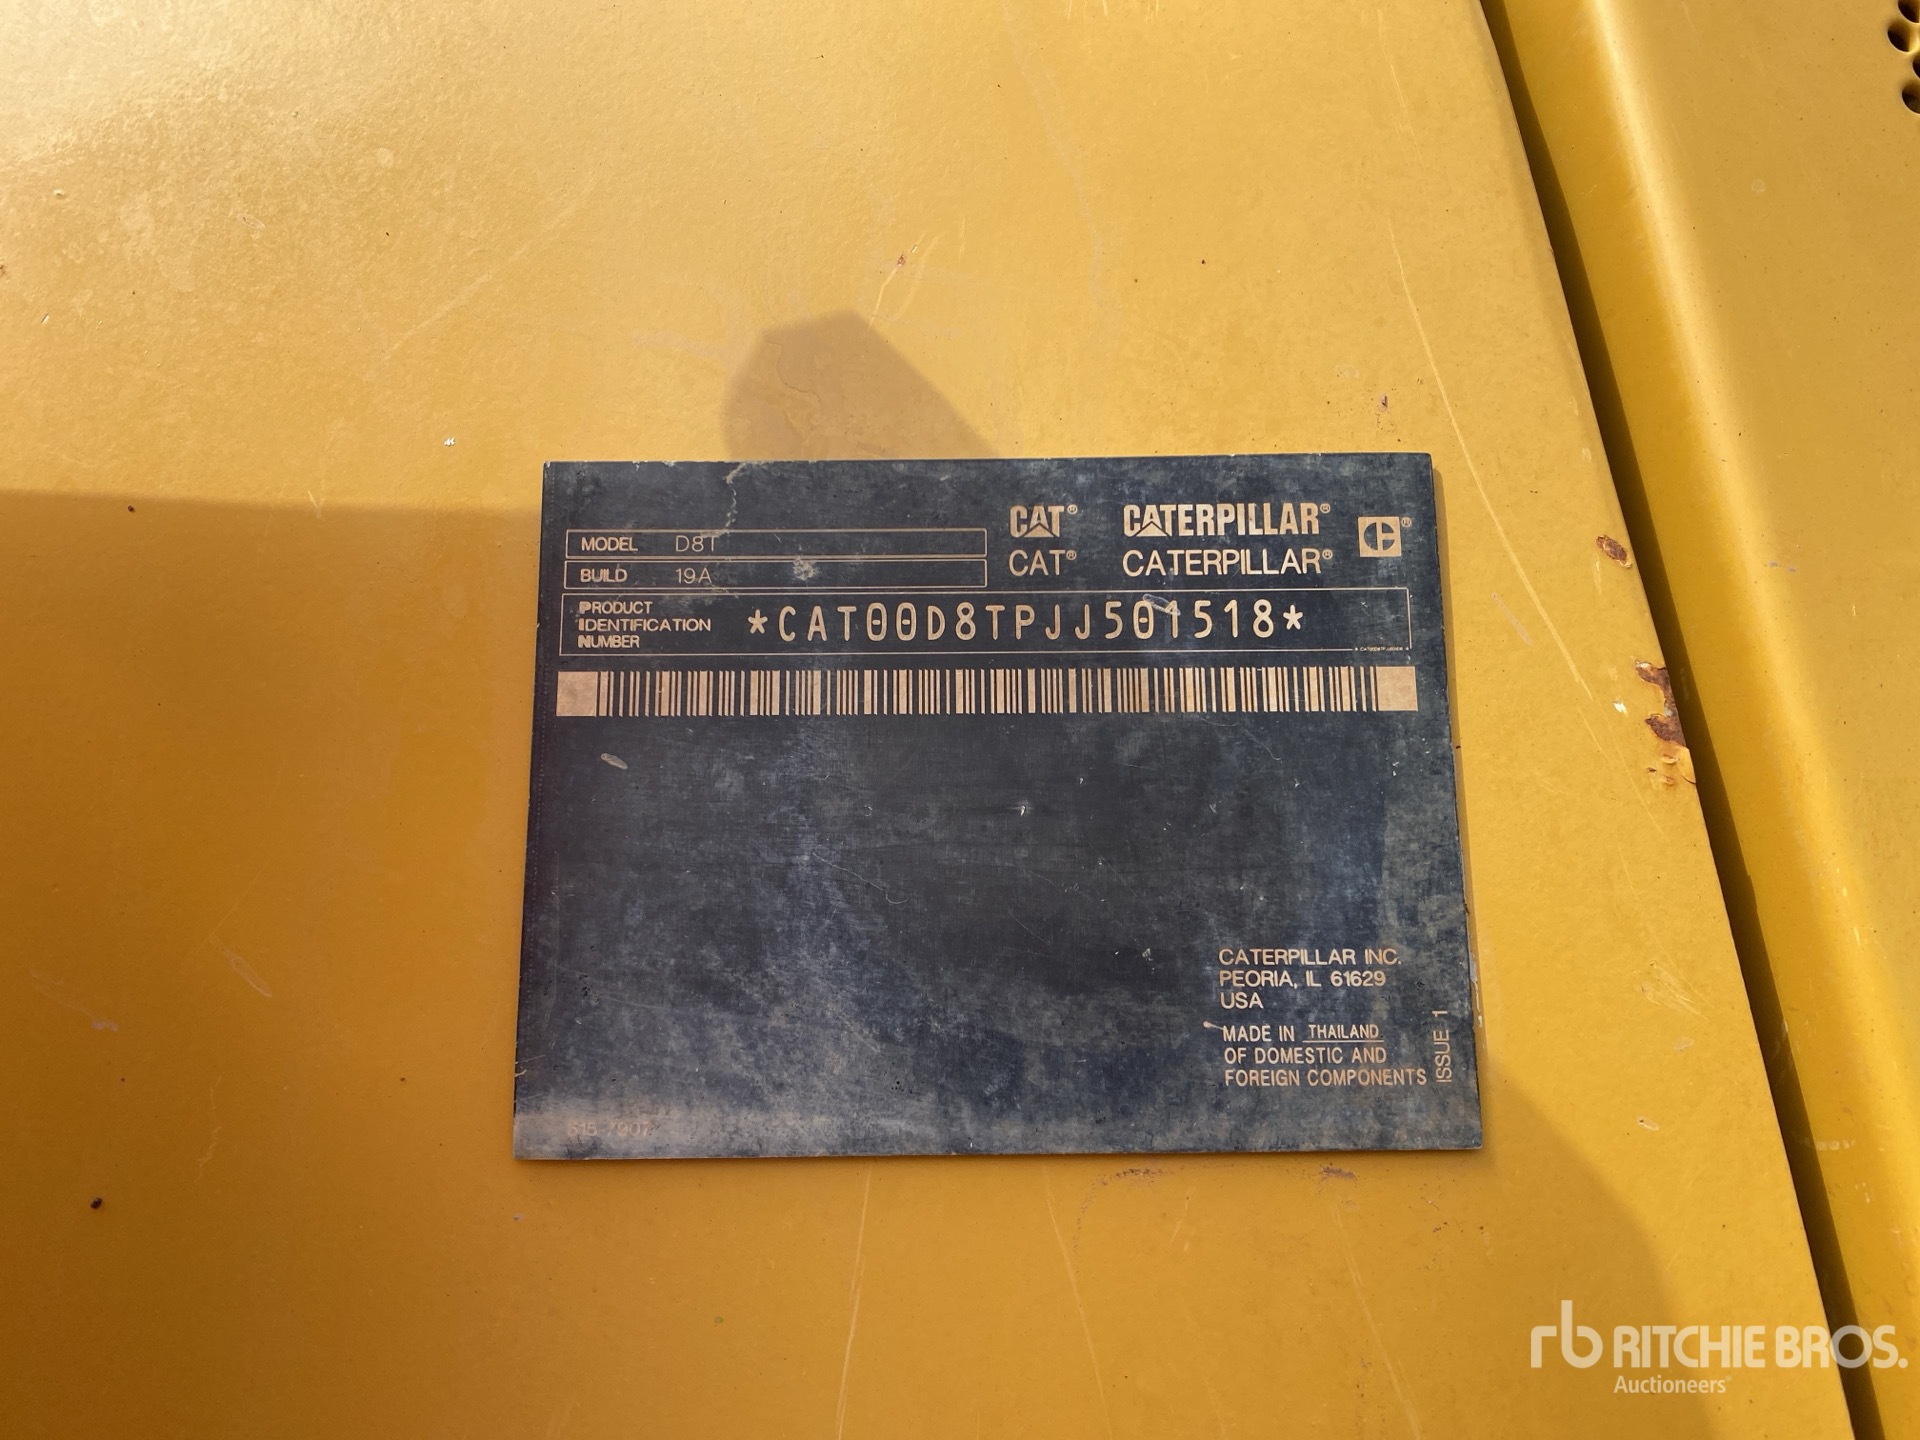 MODEL D8T
BUILD 19A
CAT® CATERPILLAR® C®
CAT® CATERPILLAR®
PRODUCT
IDENTIFICATION
NUMBER
*CAT00D8TPJJ501518*
CATERPILLAR INC.
PEORIA, IL 61629
USA
MADE IN THAILAND
OF DOMESTIC AND
FOREIGN COMPONENTS
ISSUE 1
rb RITCHIE BROS.
Auctioneers